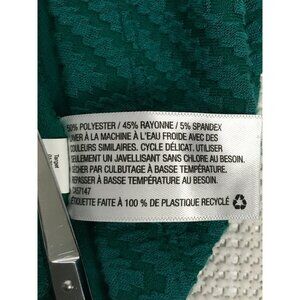 50% POLYESTER / 45% RAYONNE / 5% SPANDEX
LAVER À LA MACHINE À L'EAU FROIDE AVEC DES
COULEURS SIMILAIRES. CYCLE DÉLICAT. UTILISER
SEULEMENT UN JAVELLISANT SANS CHLORE AU BESOIN.
SÉCHER PAR CULBUTAGE À BASSE TEMPÉRATURE.
REPASSER À BASSE TEMPÉRATURE AU BESOIN.
CA57147
ÉTIQUETTE FAITE À 100 % DE PLASTIQUE RECYCLÉ
Target